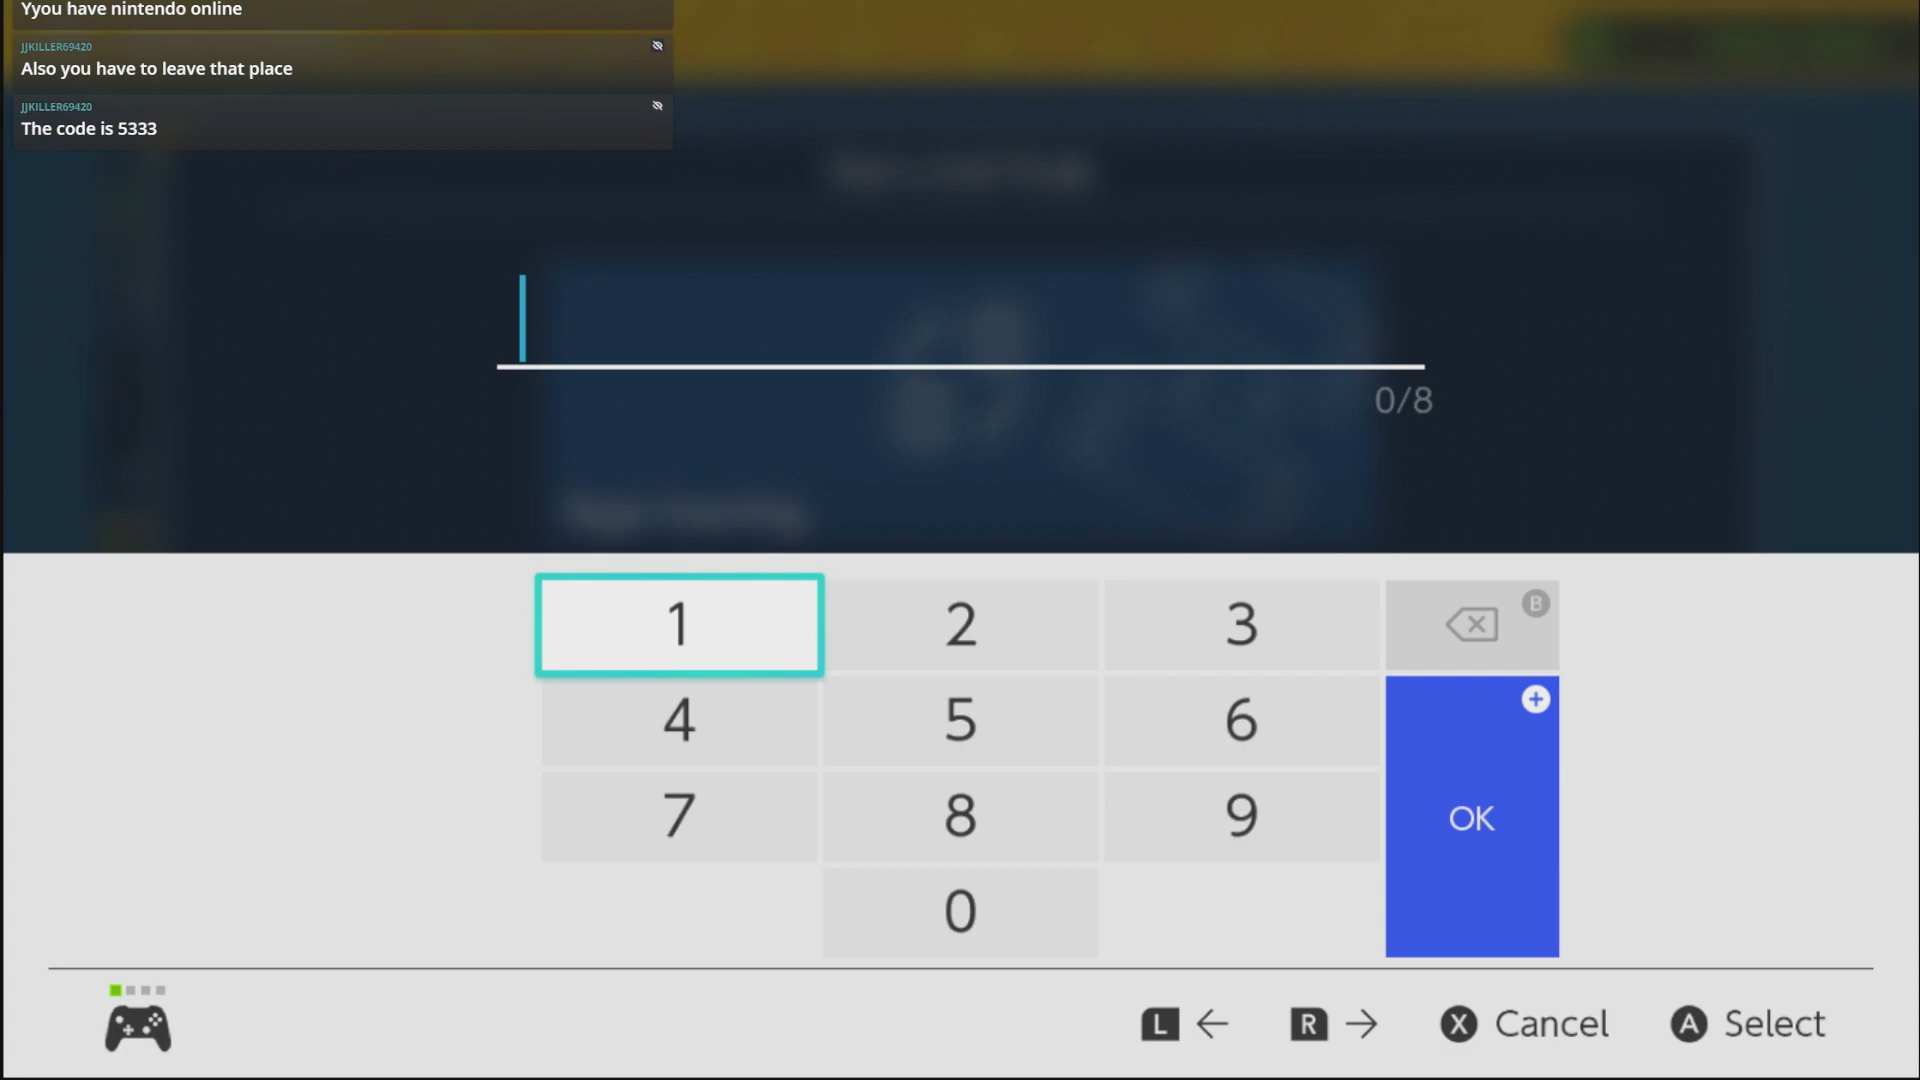 Yyou have nintendo online
JJKILLER69420
Also you have to leave that place
JJKILLER69420
The code is 5333
0/8
1 2 3 B
4 5 6 +
7 8 9 OK
0
L ← R → X Cancel A Select